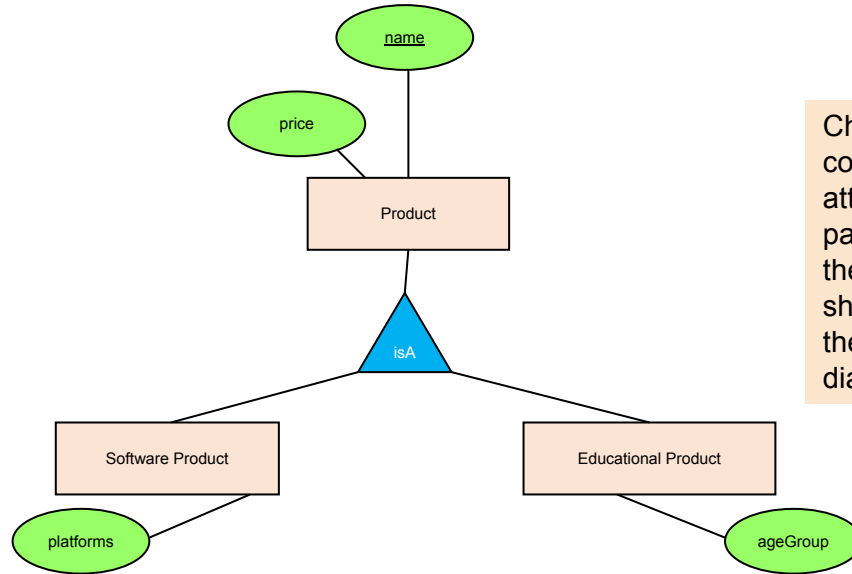 name
price
Product
isA
Software Product
Educational Product
platforms
ageGroup